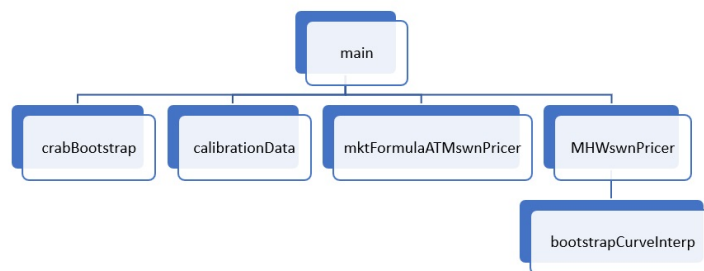 main
crabBootstrap
calibrationData
mktFormulaATMswnPricer
MHWswnPricer
bootstrapCurveInterp